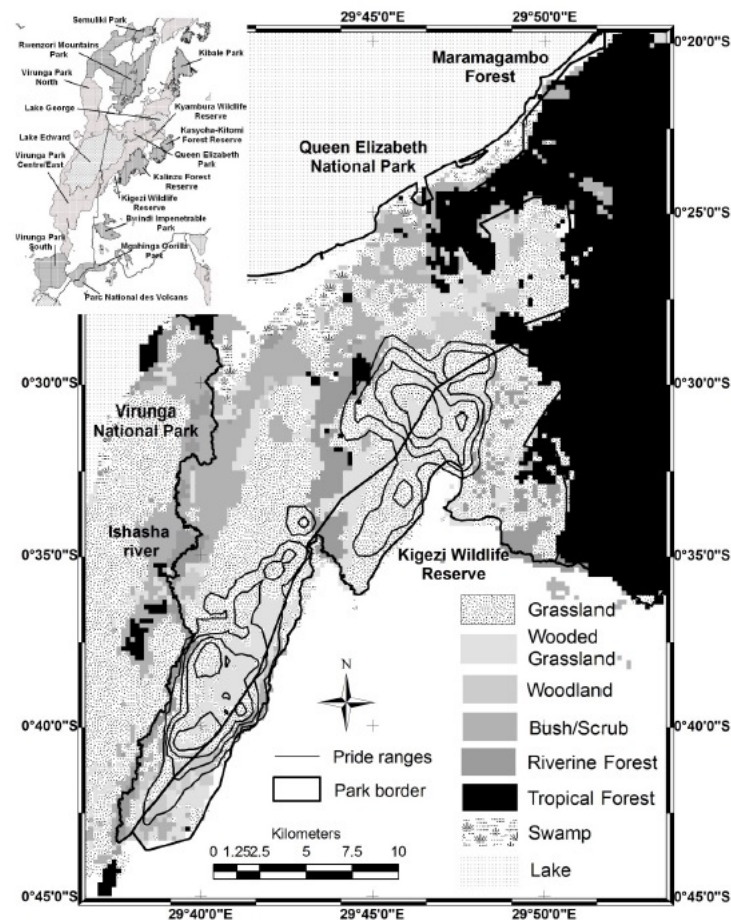 Semuliki Park
Rwenzori Mountains
Park
Kibale Park
Virunga Park
North
Lake George
Kyambura Wildlife
Reserve
Lake Edward
Kasyoha-Kitomi
Forest Reserve
Virunga Park
Centre/East
Queen Elizabeth
Park
Kalinzu Forest
Reserve
Kigezi Wildlife
Reserve
Bwindi Impenetrable
Park
Virunga Park
South
Mgahinga Gorilla
Park
Parc National des Volcans
29°45'0"E
29°50'0"E
0°20'0"S
Maramagambo
Forest
Queen Elizabeth
National Park
0°25'0"S
0°30'0"S
0°30'0"S
Virunga
National Park
Ishasha
river
0°35'0"S
0°35'0"S
Kigezi Wildlife
Reserve
Grassland
Wooded
Grassland
Woodland
Bush/Scrub
Riverine Forest
Tropical Forest
Swamp
Lake
N
0°40'0"S
0°40'0"S
Pride ranges
Park border
Kilometers
0 1.25 2.5 5 7.5 10
0°45'0"S
0°45'0"S
29°40'0"E
29°45'0"E
29°50'0"E